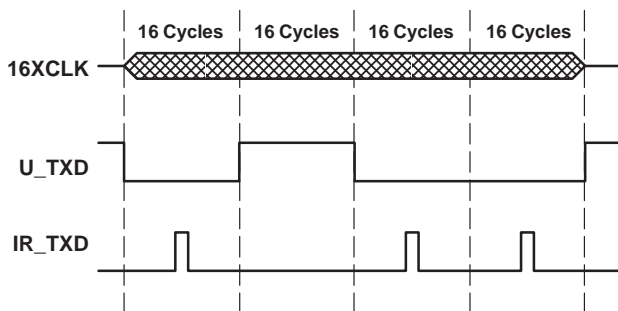 16 Cycles 16 Cycles 16 Cycles 16 Cycles
16XCLK
U_TXD
IR_TXD